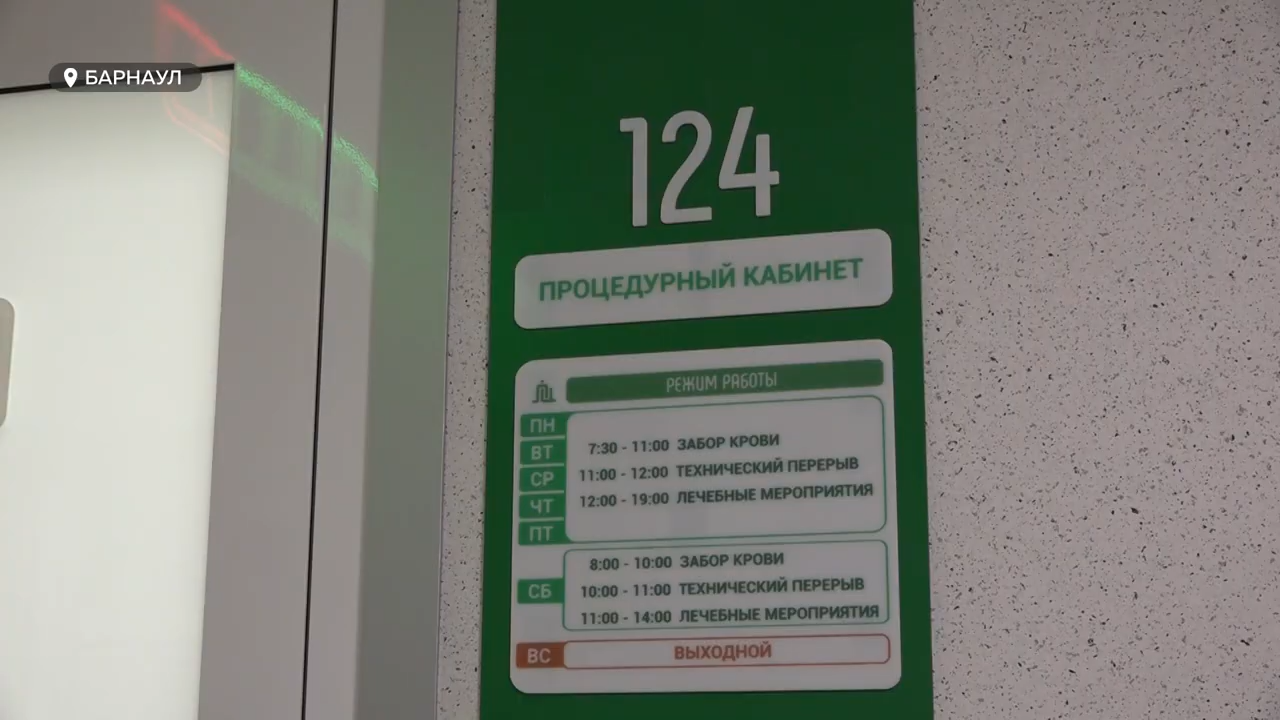 БАРНАУЛ
124
ПРОЦЕДУРНЫЙ КАБИНЕТ
РЕЖИМ РАБОТЫ
ПН
ВТ
СР
ЧТ
ПТ
7:30 - 11:00 ЗАБОР КРОВИ
11:00 - 12:00 ТЕХНИЧЕСКИЙ ПЕРЕРЫВ
12:00 - 19:00 ЛЕЧЕБНЫЕ МЕРОПРИЯТИЯ
СБ
8:00 - 10:00 ЗАБОР КРОВИ
10:00 - 11:00 ТЕХНИЧЕСКИЙ ПЕРЕРЫВ
11:00 - 14:00 ЛЕЧЕБНЫЕ МЕРОПРИЯТИЯ
ВС ВЫХОДНОЙ